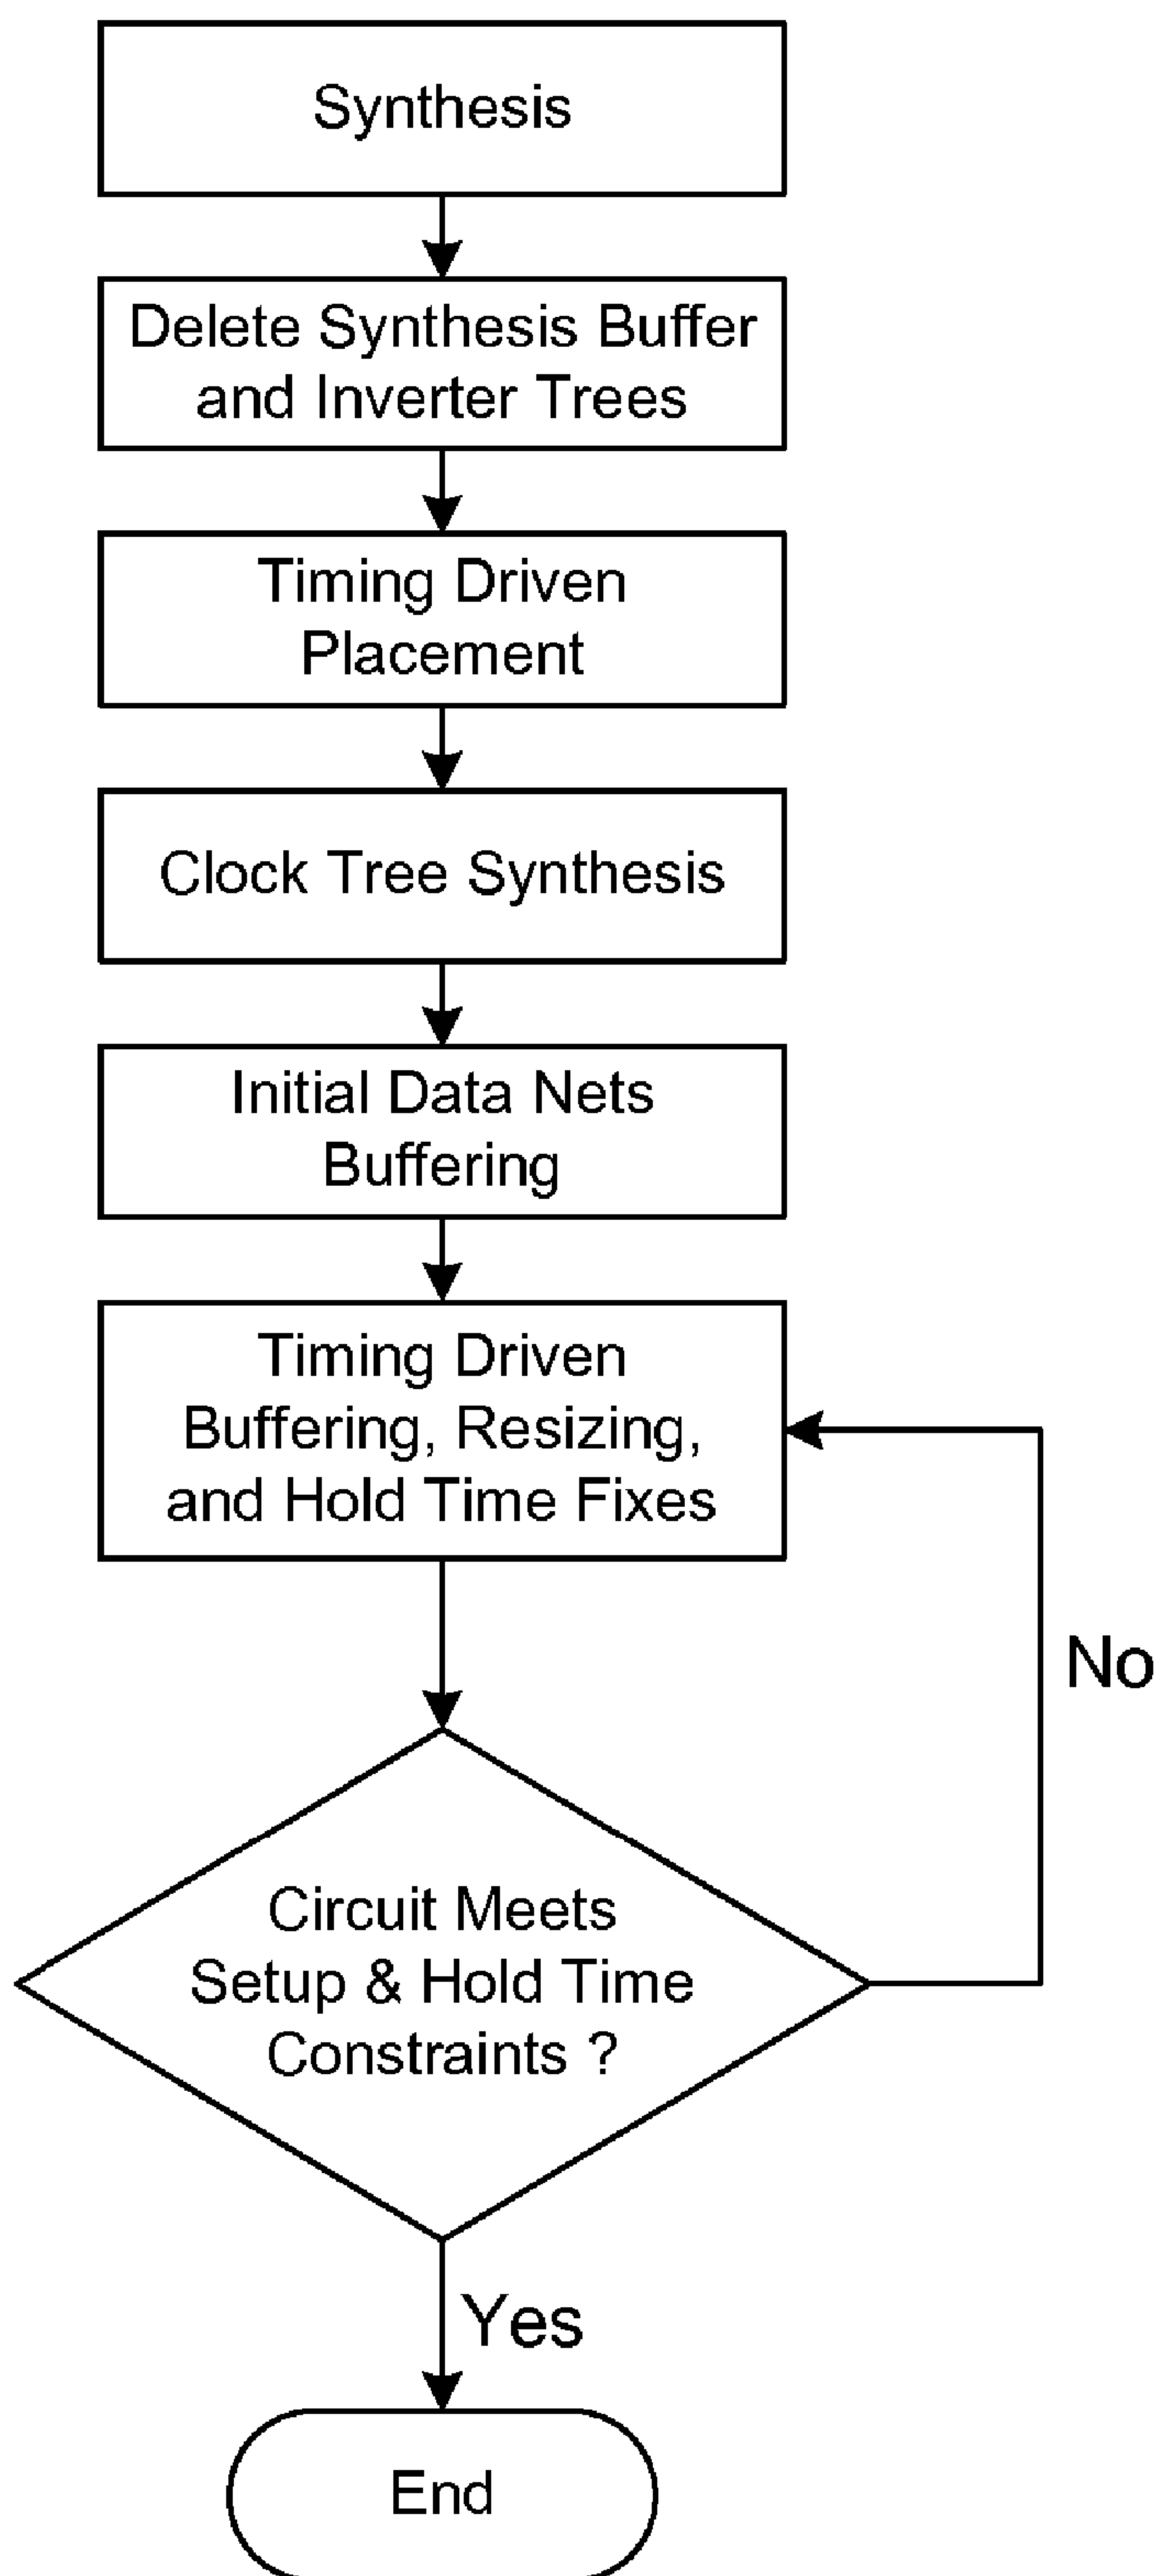 Synthesis
Delete Synthesis Buffer
and Inverter Trees
Timing Driven
Placement
Clock Tree Synthesis
Initial Data Nets
Buffering
Timing Driven
Buffering, Resizing,
and Hold Time Fixes
No
Circuit Meets
Setup & Hold Time
Constraints ?
Yes
End